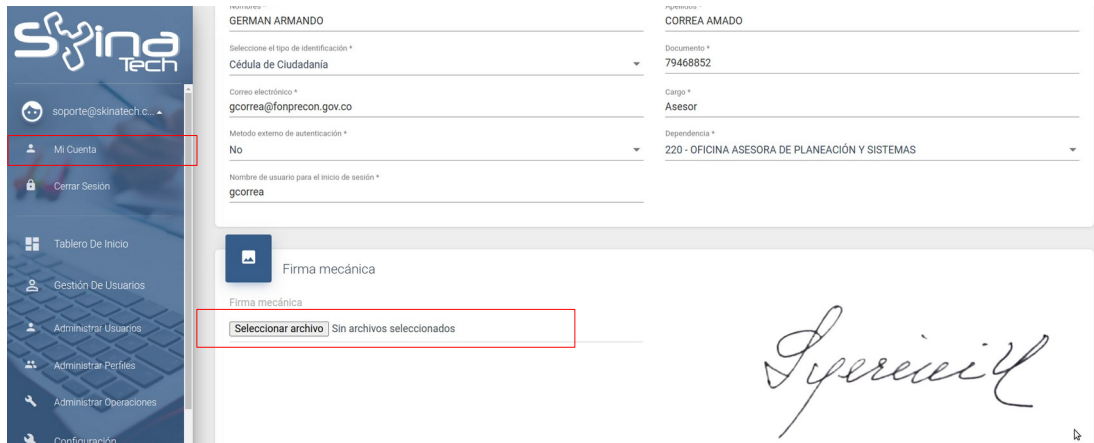 Skina
Tech
soporte@skinatech.c...
Mi Cuenta
Cerrar Sesión
Tablero De Inicio
Gestión De Usuarios
Administrar Usuarios
Administrar Perfiles
Administrar Operaciones
Configuración
Nombres *
Apellidos *
GERMAN ARMANDO
CORREA AMADO
Seleccione el tipo de identificación *
Documento *
Cédula de Ciudadanía
79468852
Correo electrónico *
Cargo *
gcorrea@fonprecon.gov.co
Asesor
Metodo externo de autenticación *
Dependencia *
No
220 - OFICINA ASESORA DE PLANEACIÓN Y SISTEMAS
Nombre de usuario para el inicio de sesión *
gcorrea
Firma mecánica
Firma mecánica
Seleccionar archivo Sin archivos seleccionados